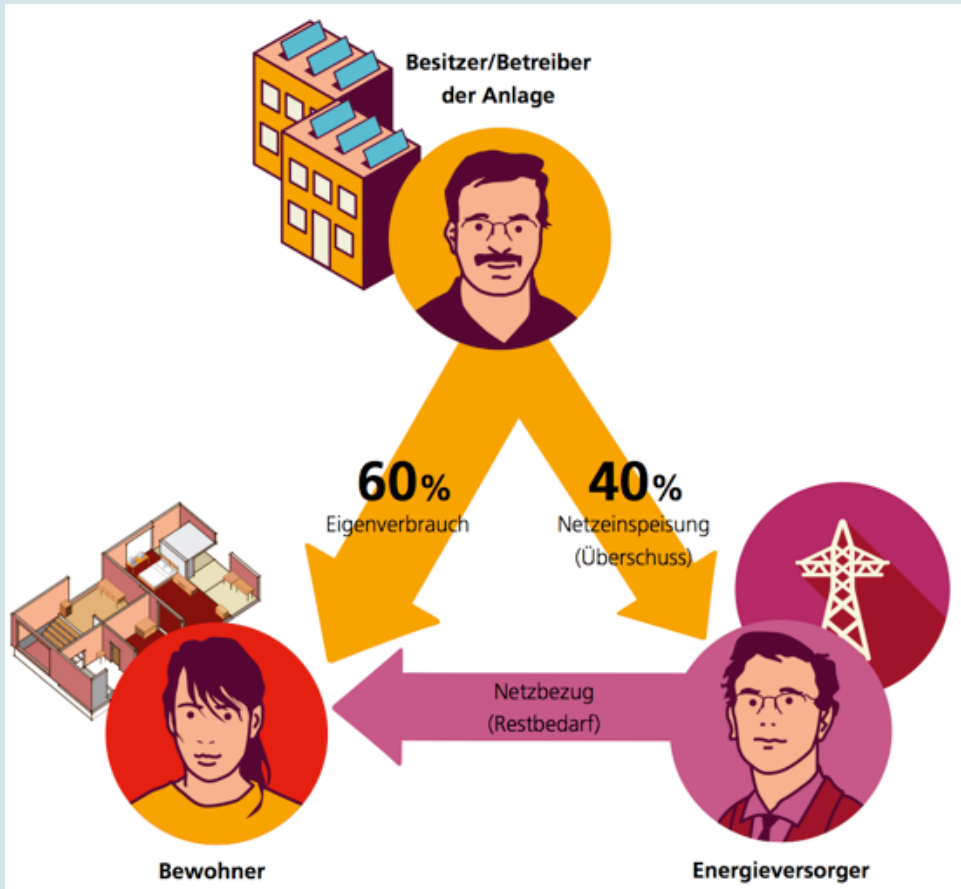 Besitzer/Betreiber
der Anlage
60%
Eigenverbrauch
40%
Netzeinspeisung
(Überschuss)
Netzbezug
(Restbedarf)
Bewohner
Energieversorger